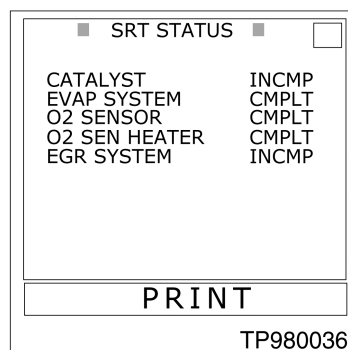 SRT STATUS
CATALYST INCMP
EVAP SYSTEM CMPLT
O2 SENSOR CMPLT
O2 SEN HEATER CMPLT
EGR SYSTEM INCMP
PRINT
TP980036